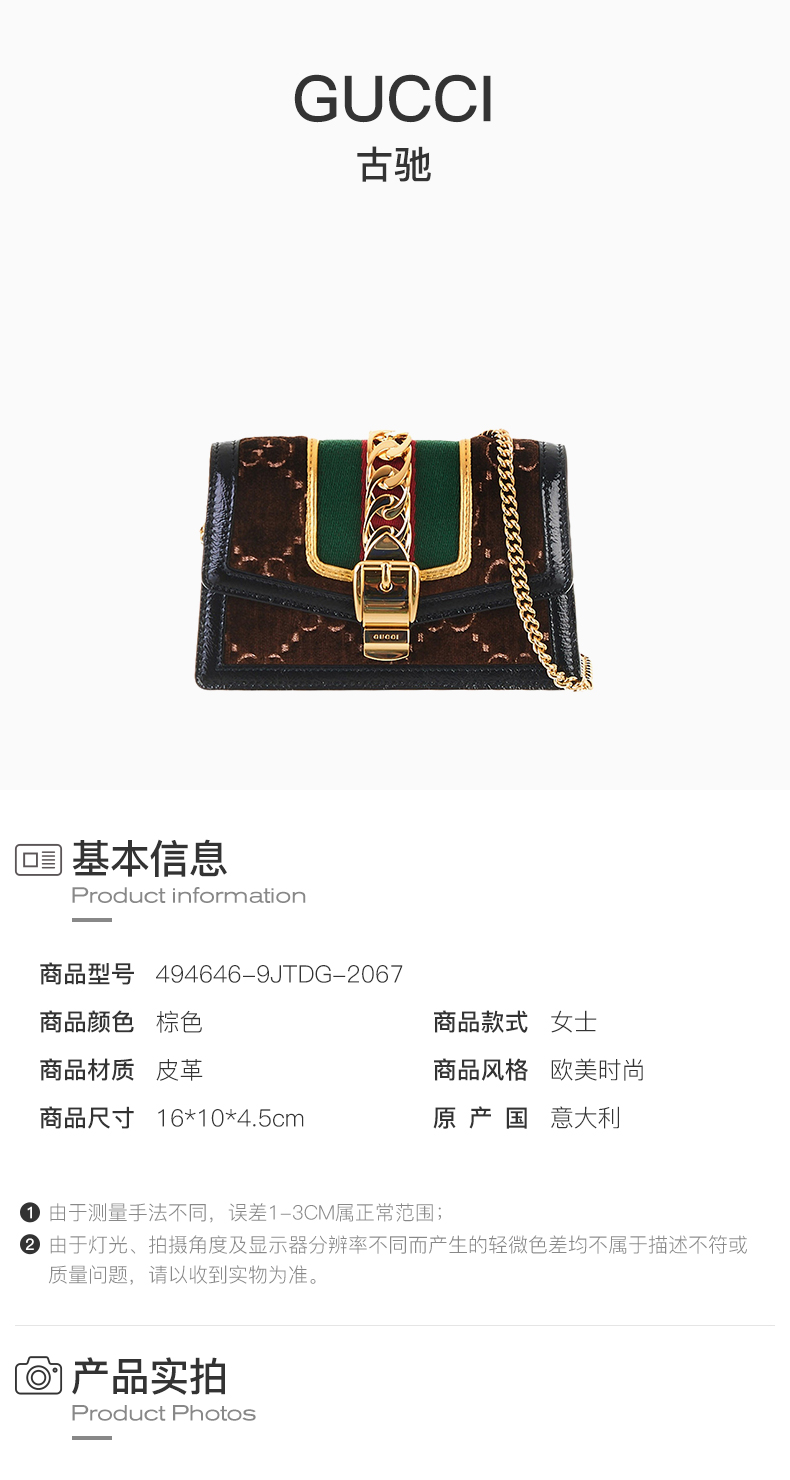 GUCCI
古驰
GUCCI
基本信息
Product information
商品型号 494646-9JTDG-2067
商品颜色 棕色 商品款式 女士
商品材质 皮革 商品风格 欧美时尚
商品尺寸 16*10*4.5cm 原产国 意大利
1 由于测量手法不同，误差1-3CM属正常范围；
2 由于灯光、拍摄角度及显示器分辨率不同而产生的轻微色差均不属于描述不符或
质量问题，请以收到实物为准。
产品实拍
Product Photos